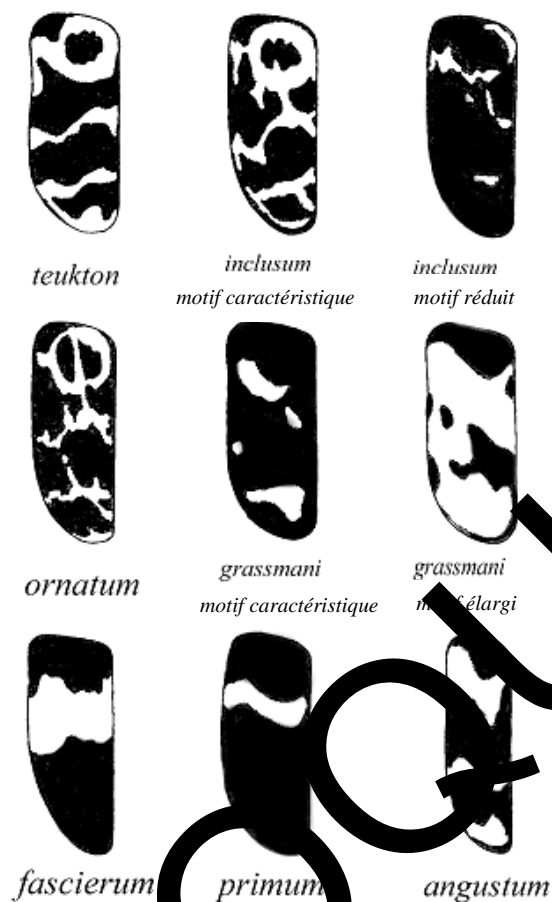 teukton
inclusum
motif caractéristique
inclusum
motif réduit
ornatum
grassmani
motif caractéristique
grassmani
élargi
fascierum
primum
angustum